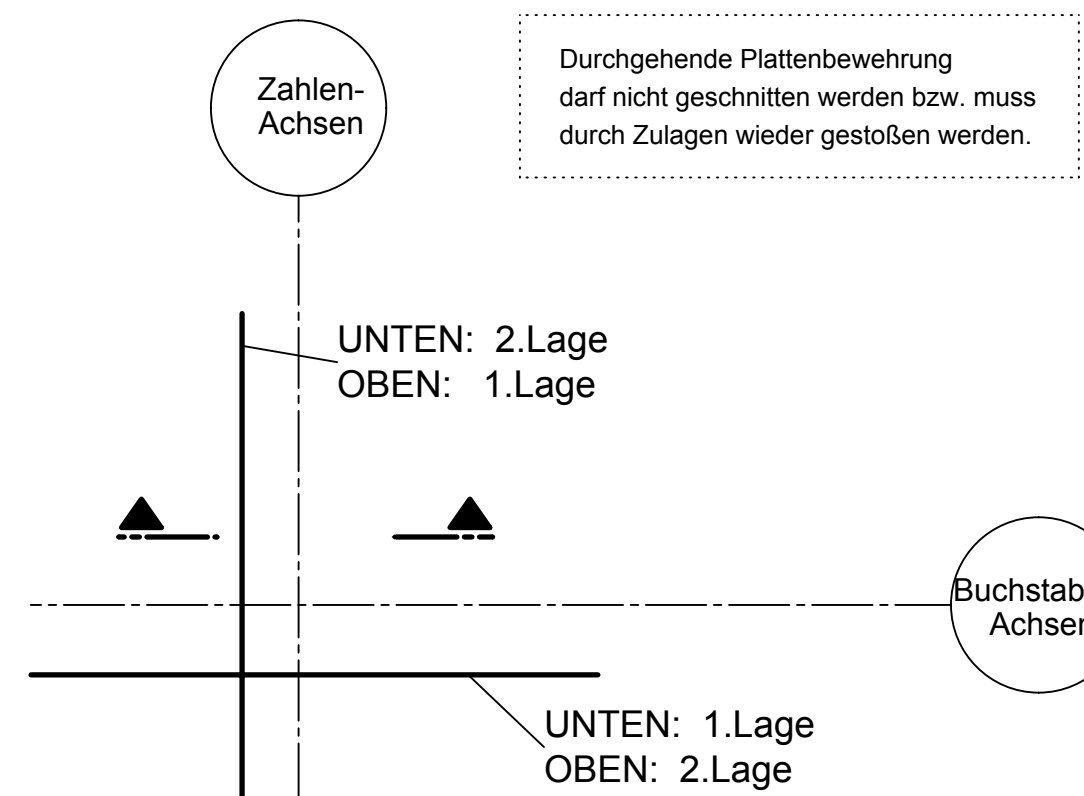 Zahlen-
Achsen
Durchgehende Plattenbewehrung
darf nicht geschnitten werden bzw. muss
durch Zulagen wieder gestoßen werden.
UNTEN: 2.Lage
OBEN: 1.Lage
UNTEN: 1.Lage
OBEN: 2.Lage